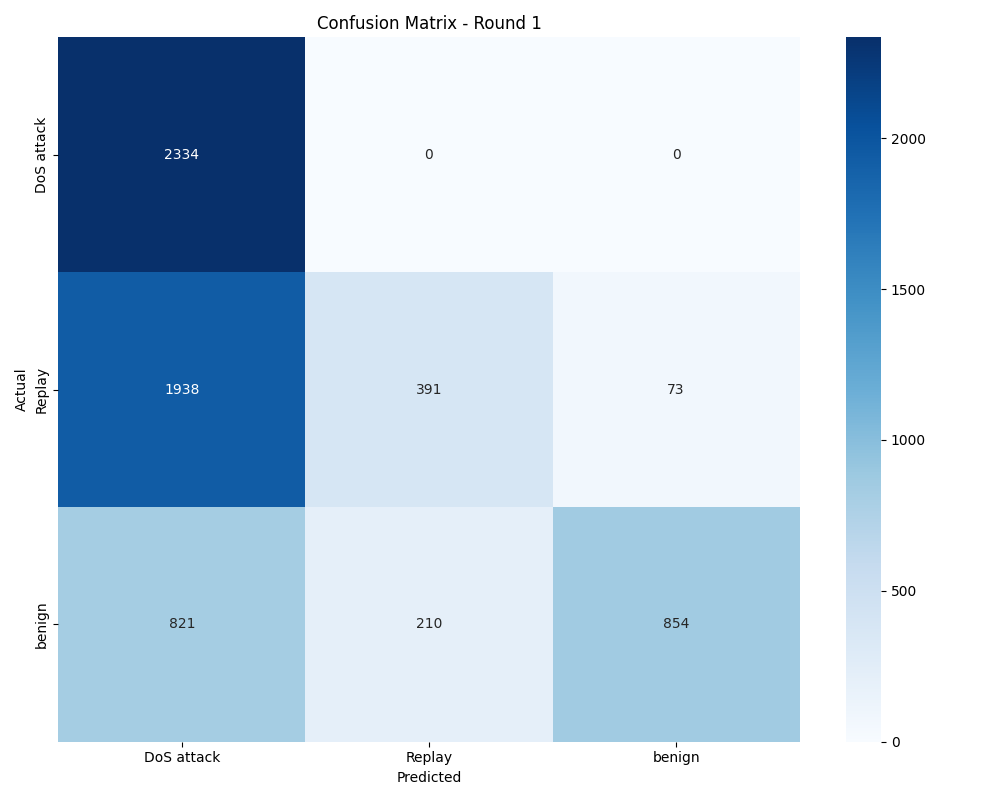 Confusion Matrix - Round 1
Actual
DoS attack
2334
0
0
Replay
1938
391
73
benign
821
210
854
DoS attack
Replay
benign
Predicted
2000
1500
1000
500
0